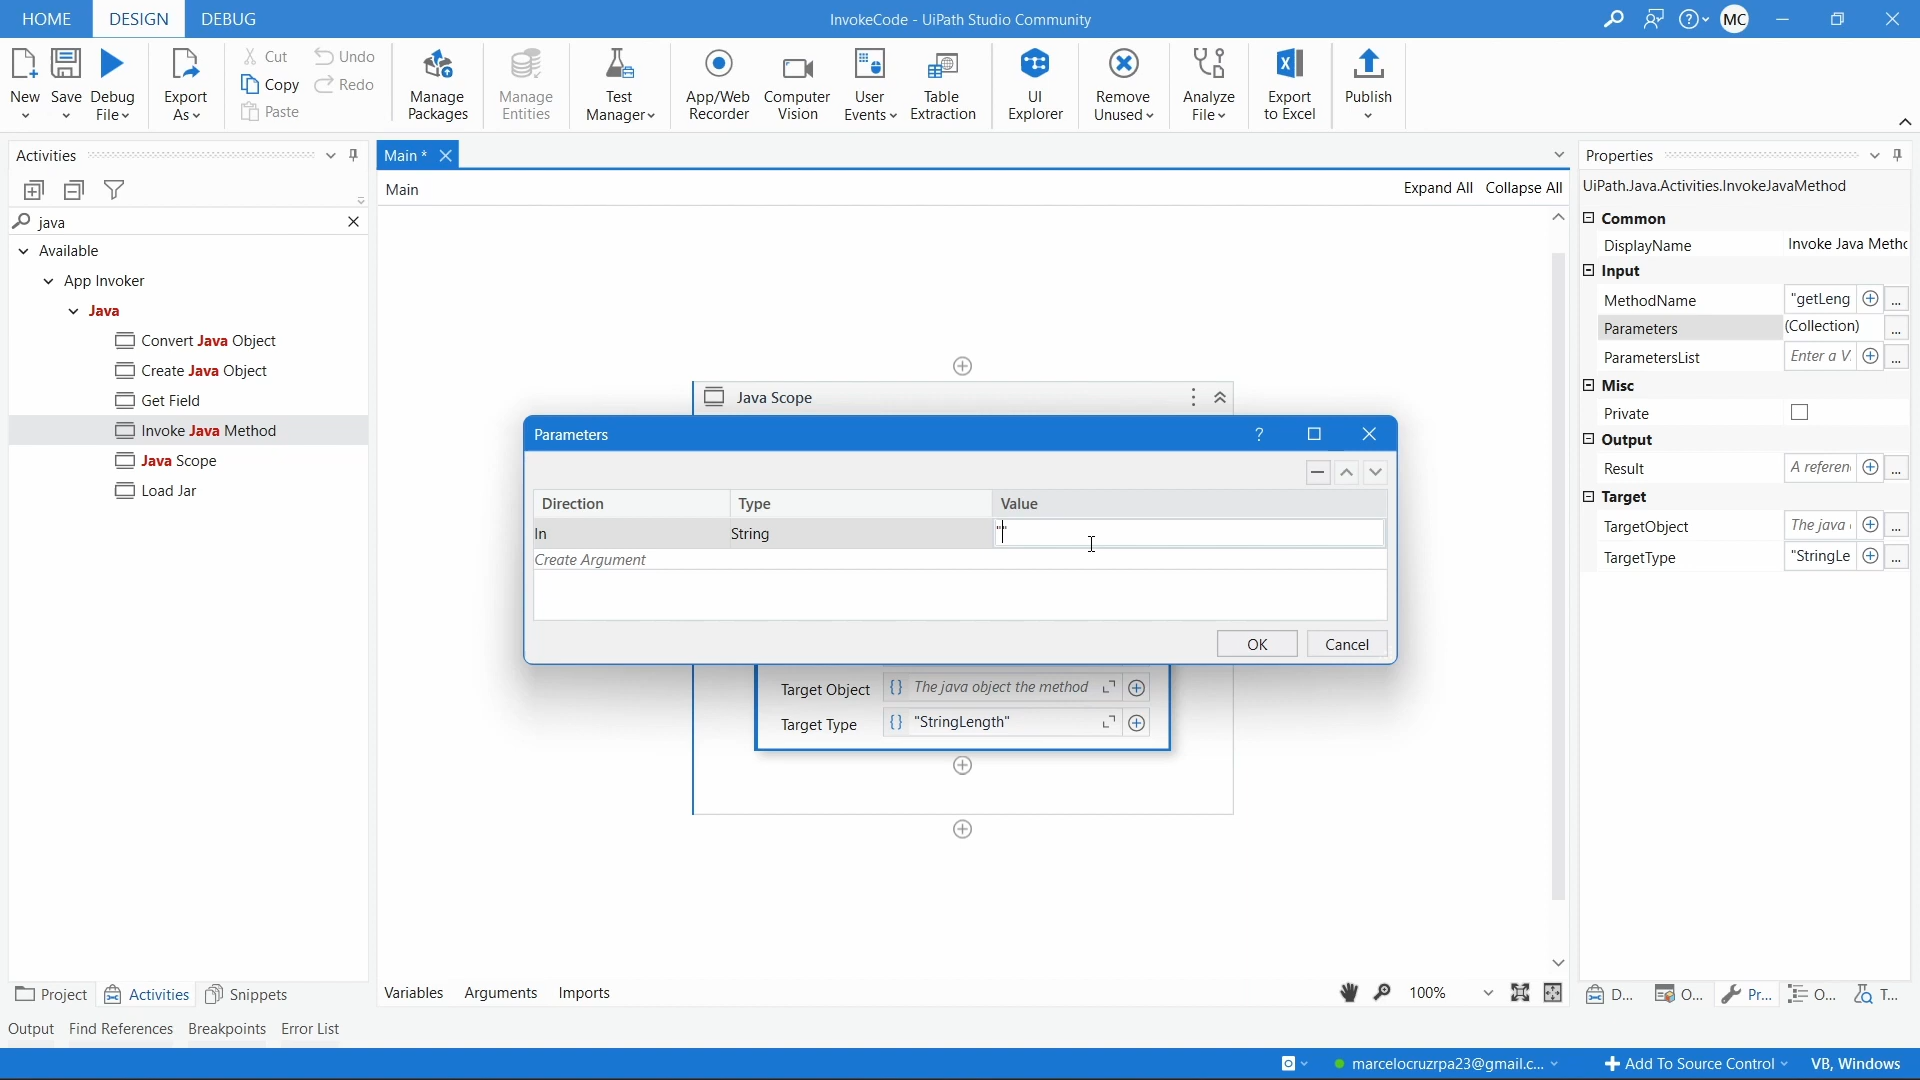 HOME
DESIGN
DEBUG
InvokeCode - UiPath Studio Community
MC
New
Save
Debug File
Export As
Cut
Copy
Paste
Undo
Redo
Manage Packages
Manage Entities
Test Manager
App/Web Recorder
Computer Vision
User Events
Table Extraction
UI Explorer
Remove Unused
Analyze File
Export to Excel
Publish
Activities
java
Available
App Invoker
Java
Convert Java Object
Create Java Object
Get Field
Invoke Java Method
Java Scope
Load Jar
Main *
Main
Expand All
Collapse All
Java Scope
Parameters
?
Direction
Type
Value
In
String
""
Create Argument
OK
Cancel
Target Object
The java object the method
Target Type
"StringLength"
Properties
UiPath.Java.Activities.InvokeJavaMethod
Common
DisplayName
Invoke Java Metho
Input
MethodName
"getLeng
...
Parameters
(Collection)
...
ParametersList
Enter a V.
...
Misc
Private
Output
Result
A referen
...
Target
TargetObject
The java
...
TargetType
"StringLe
...
Project
Activities
Snippets
Variables
Arguments
Imports
100%
D...
O...
Pr...
O...
T...
Output
Find References
Breakpoints
Error List
marcelocruzrpa23@gmail.c...
Add To Source Control
VB, Windows